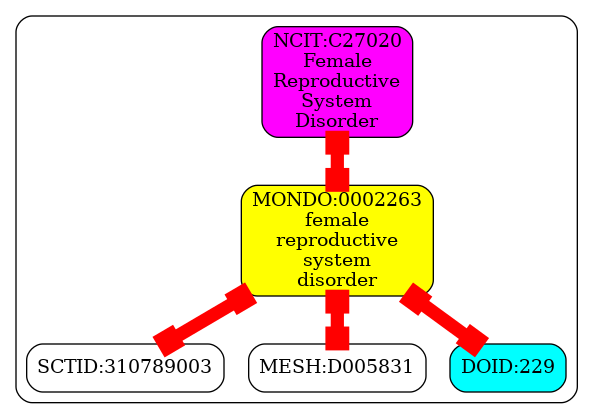 NCIT:C27020
Female
Reproductive
System
Disorder
MONDO:0002263
female
reproductive
system
disorder
SCTID:310789003
MESH:D005831
DOID:229